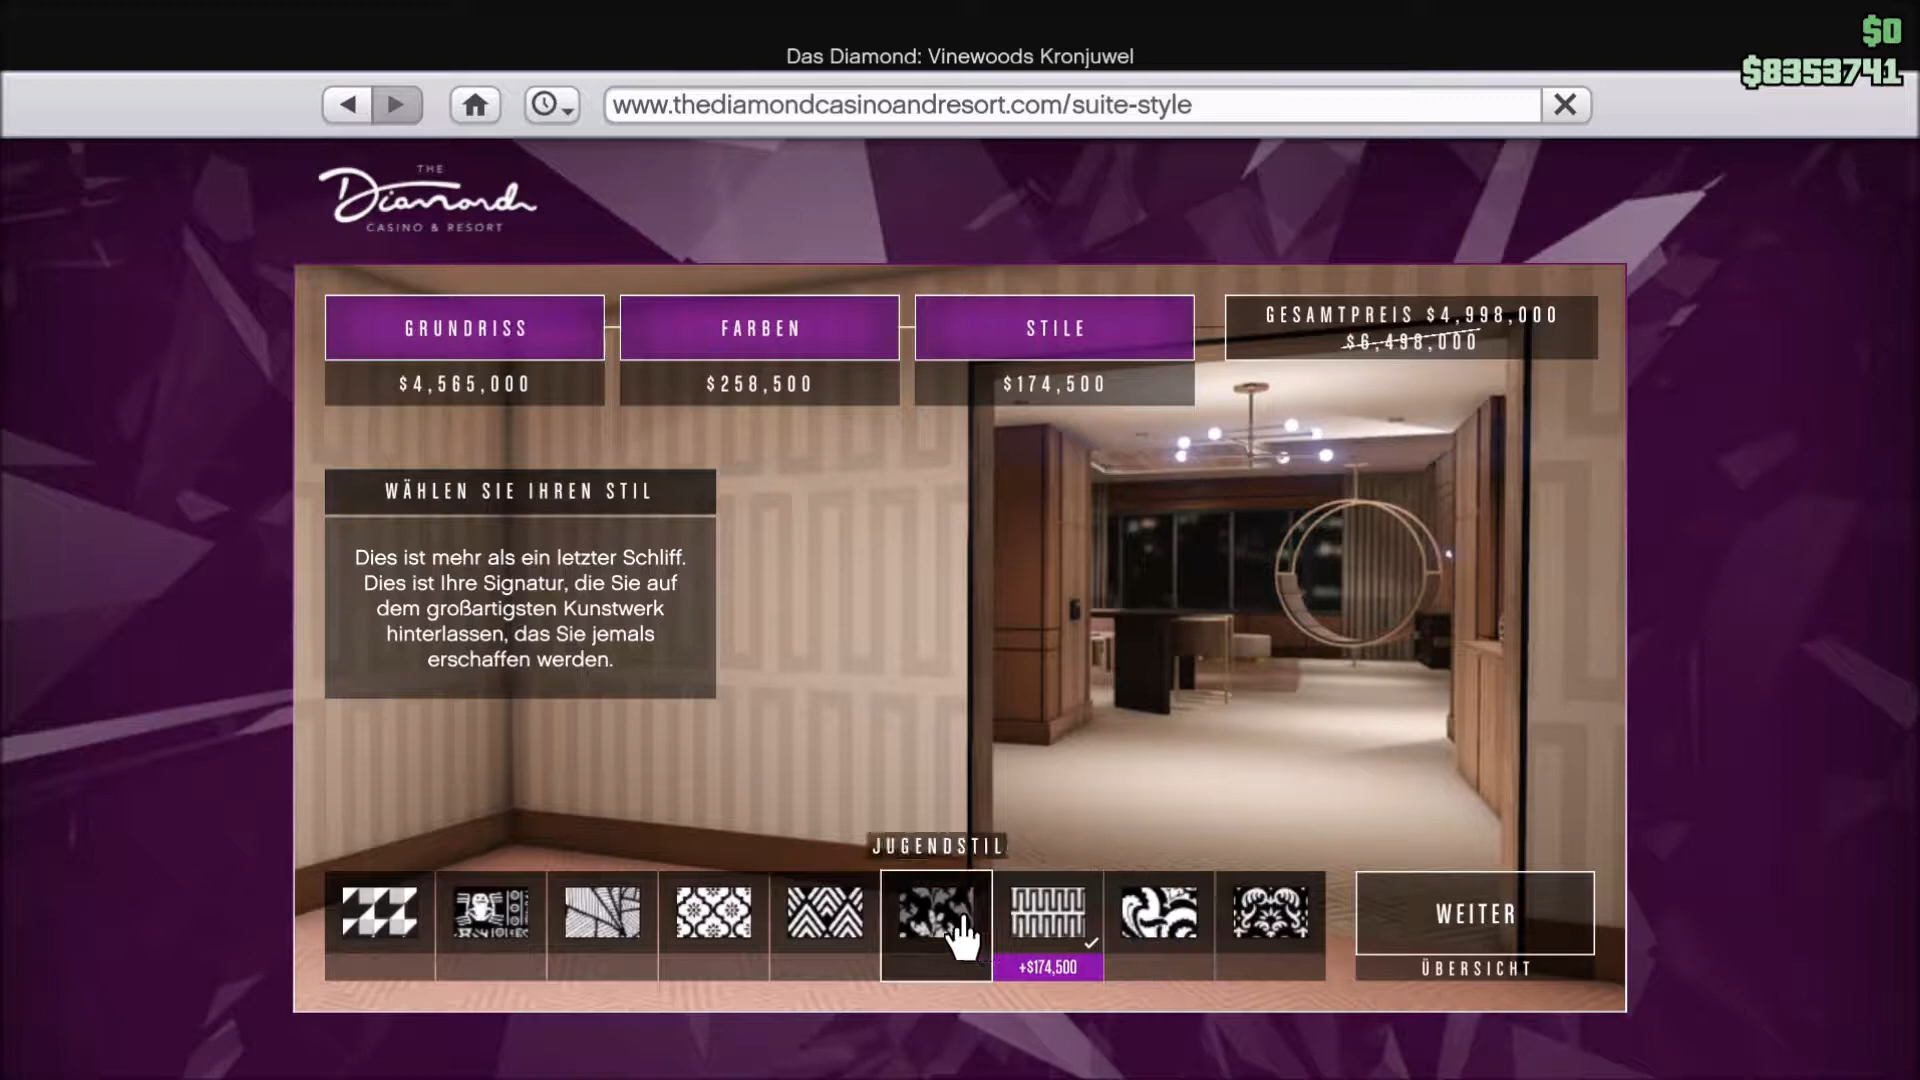 $0
$8353741
Das Diamond: Vinewoods Kronjuwel
www.thediamondcasinoandresort.com/suite-style
THE
Diamond
CASINO & RESORT
GRUNDRISS
$4,565,000
FARBEN
$258,500
STILE
$174,500
GESAMTPREIS $4,998,000
$6,498,000
WÄHLEN SIE IHREN STIL
Dies ist mehr als ein letzter Schliff.
Dies ist Ihre Signatur, die Sie auf
dem großartigsten Kunstwerk
hinterlassen, das Sie jemals
erschaffen werden.
JUGENDSTIL
+$174,500
WEITER
ÜBERSICHT